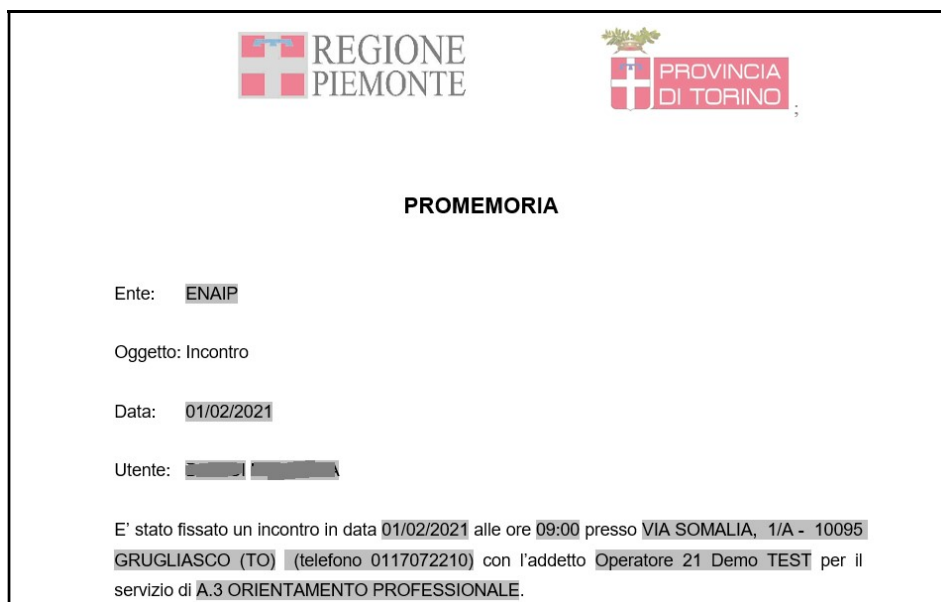 REGIONE
PIEMONTE
PROVINCIA
DI TORINO ;
PROMEMORIA
Ente: ENAIP
Oggetto: Incontro
Data: 01/02/2021
Utente:
E' stato fissato un incontro in data 01/02/2021 alle ore 09:00 presso VIA SOMALIA, 1/A - 10095
GRUGLIASCO (TO) (telefono 0117072210) con l'addetto Operatore 21 Demo TEST per il
servizio di A.3 ORIENTAMENTO PROFESSIONALE.